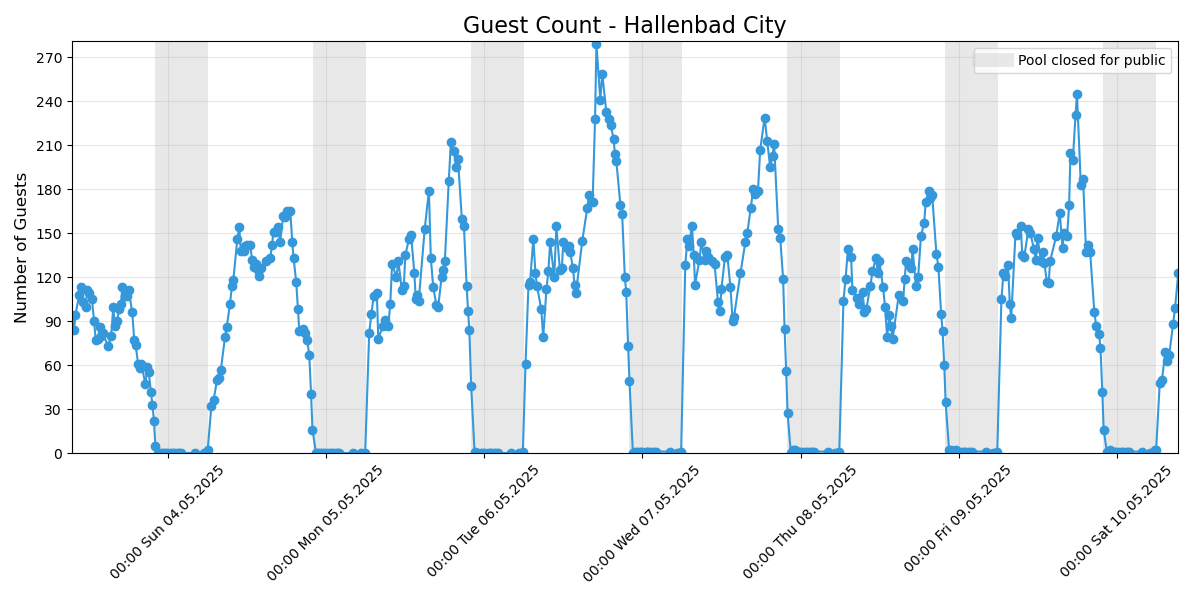 Guest Count - Hallenbad City
Pool closed for public
Number of Guests
270
240
210
180
150
120
90
60
30
0
00:00 Sun 04.05.2025
00:00 Mon 05.05.2025
00:00 Tue 06.05.2025
00:00 Wed 07.05.2025
00:00 Thu 08.05.2025
00:00 Fri 09.05.2025
00:00 Sat 10.05.2025